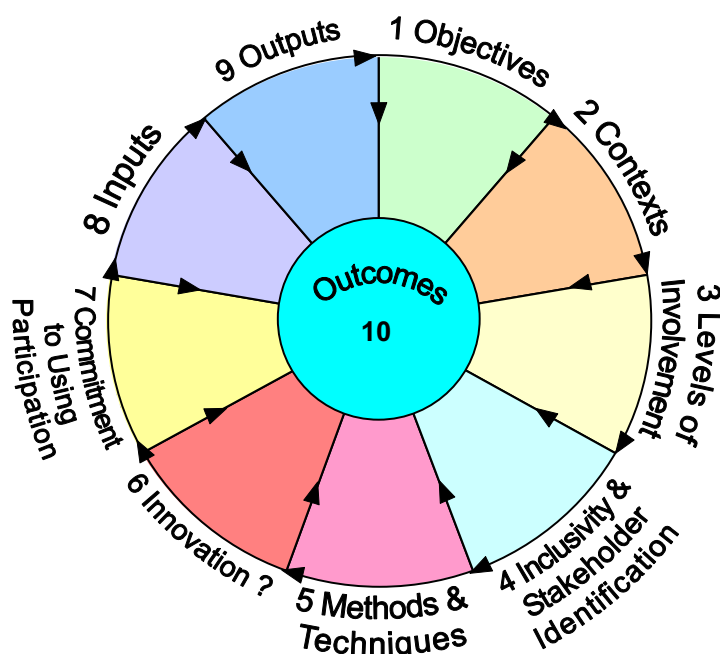 1 Objectives
2 Contexts
3 Levels of
Involvement
4 Inclusivity &
Stakeholder
Identification
5 Methods &
Techniques
6 Innovation ?
7 Commitment
to Using
Participation
8 Inputs
9 Outputs
Outcomes
10